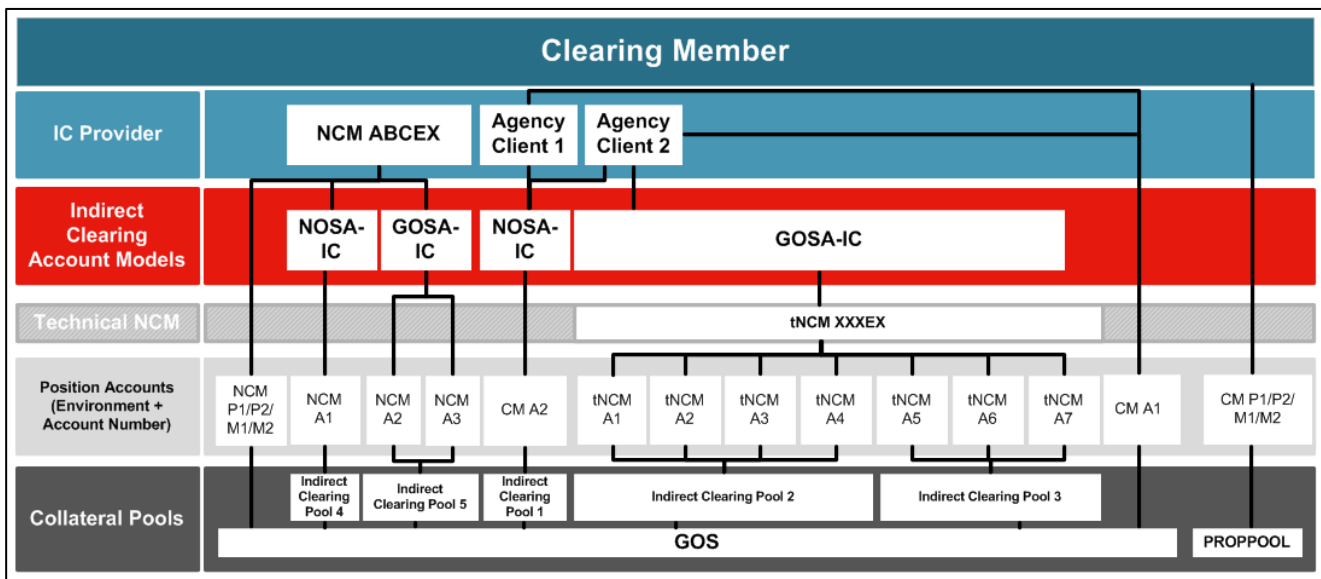 Clearing Member
IC Provider
NCM ABCEX
Agency
Client 1
Agency
Client 2
Indirect
Clearing
Account Models
NOSA-
IC
GOSA-
IC
NOSA-
IC
GOSA-IC
Technical NCM
tNCM XXXEX
Position Accounts
(Environment +
Account Number)
NCM
P1/P2/
M1/M2
NCM
A1
NCM
A2
NCM
A3
CM A2
tNCM
A1
tNCM
A2
tNCM
A3
tNCM
A4
tNCM
A5
tNCM
A6
tNCM
A7
CM A1
CM P1/P2/
M1/M2
Collateral Pools
Indirect
Clearing
Pool 4
Indirect
Clearing Pool 5
Indirect
Clearing
Pool 1
Indirect Clearing Pool 2
Indirect Clearing Pool 3
GOS
PROPPOOL